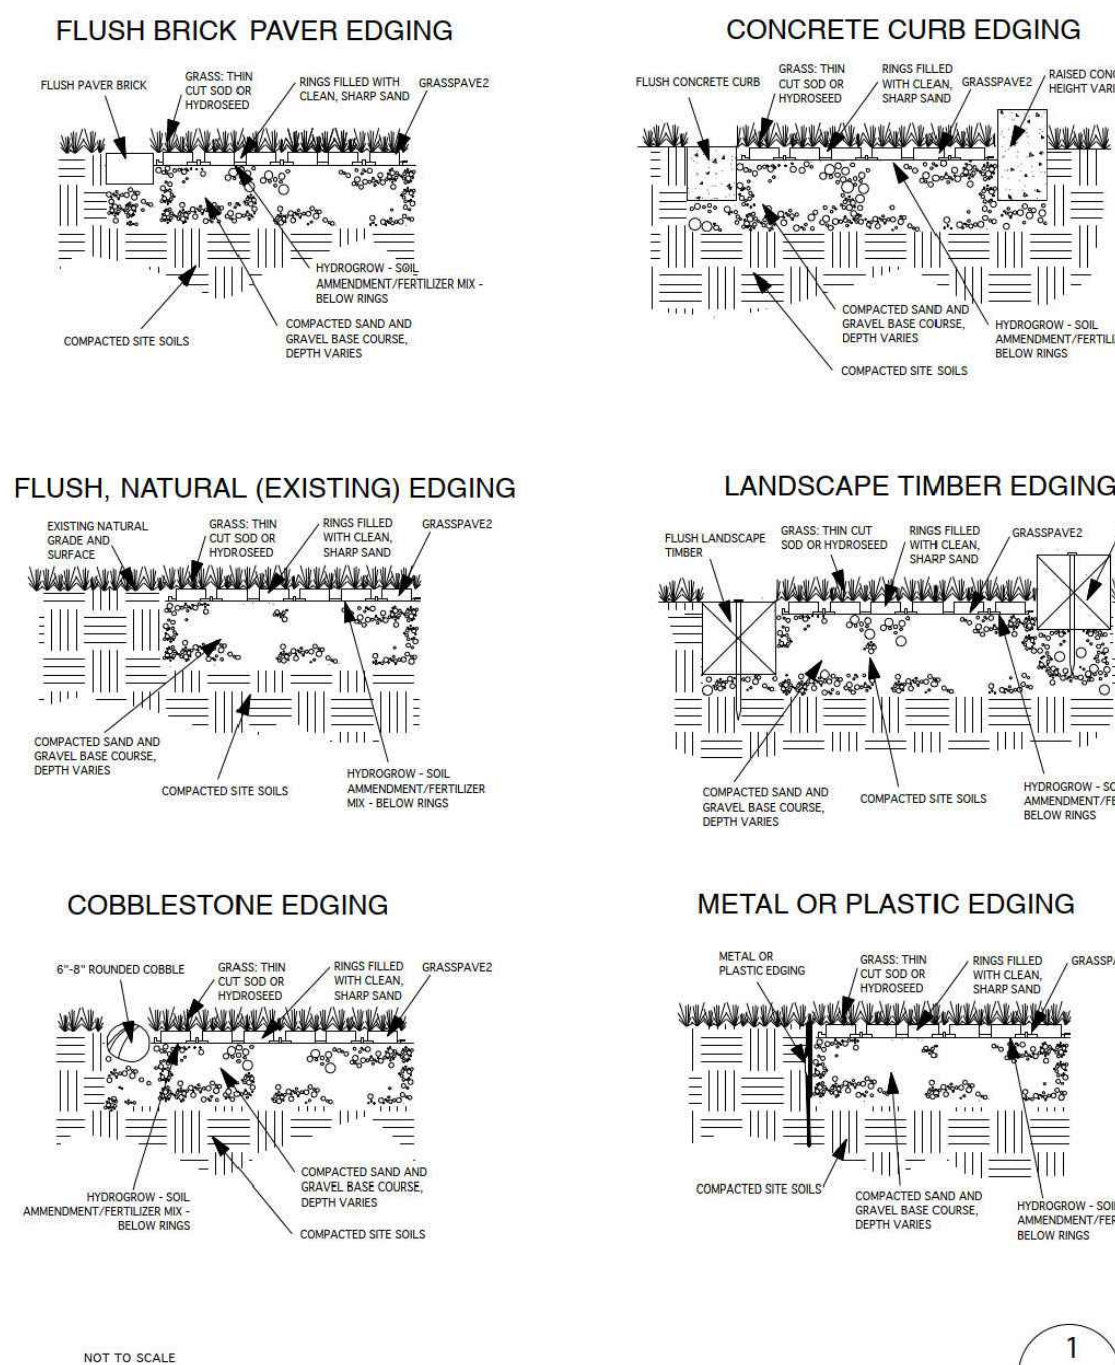 FLUSH BRICK PAVER EDGING
FLUSH PAVER BRICK
GRASS: THIN
CUT SOD OR
HYDROSEED
RINGS FILLED WITH
CLEAN, SHARP SAND
GRASSPAVE2
HYDROGROW - SOIL
AMMENDMENT/FERTILIZER MIX -
BELOW RINGS
COMPACTED SITE SOILS
COMPACTED SAND AND
GRAVEL BASE COURSE,
DEPTH VARIES
CONCRETE CURB EDGING
FLUSH CONCRETE CURB
GRASS: THIN
CUT SOD OR
HYDROSEED
RINGS FILLED
WITH CLEAN,
SHARP SAND
GRASSPAVE2
RAISED
HEIGHT
COMPACTED SAND AND
GRAVEL BASE COURSE,
DEPTH VARIES
HYDROGROW - SOIL
BELOW RINGS
COMPACTED SITE SOILS
FLUSH, NATURAL (EXISTING) EDGING
EXISTING NATURAL
GRADE AND
SURFACE
GRASS: THIN
CUT SOD OR
HYDROSEED
RINGS FILLED
WITH CLEAN,
SHARP SAND
GRASSPAVE2
COMPACTED SAND AND
GRAVEL BASE COURSE,
DEPTH VARIES
COMPACTED SITE SOILS
HYDROGROW - SOIL
AMMENDMENT/FERTILIZER
MIX - BELOW RINGS
LANDSCAPE TIMBER EDGING
FLUSH LANDSCAPE
TIMBER
GRASS: THIN CUT
SOD OR HYDROSEED
RINGS FILLED
WITH CLEAN,
SHARP SAND
GRASSPAVE2
COMPACTED SAND AND
GRAVEL BASE COURSE,
DEPTH VARIES
COMPACTED SITE SOILS
HYDROGROW -
BELOW RINGS
COBBLESTONE EDGING
6"-8" ROUNDED COBBLE
GRASS: THIN
CUT SOD OR
HYDROSEED
RINGS FILLED
WITH CLEAN,
SHARP SAND
GRASSPAVE2
COMPACTED SAND AND
GRAVEL BASE COURSE,
DEPTH VARIES
HYDROGROW - SOIL
AMMENDMENT/FERTILIZER MIX -
BELOW RINGS
COMPACTED SITE SOILS
METAL OR PLASTIC EDGING
METAL OR
PLASTIC EDGING
GRASS: THIN
CUT SOD OR
HYDROSEED
RINGS FILLED
WITH CLEAN,
SHARP SAND
COMPACTED SITE SOILS
COMPACTED SAND AND
GRAVEL BASE COURSE,
DEPTH VARIES
HYDROGROW -
BELOW RINGS
NOT TO SCALE
1